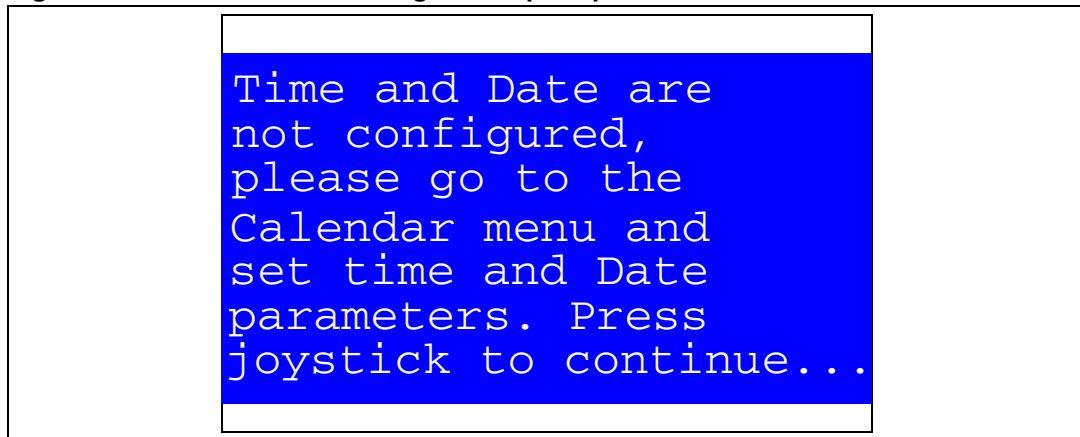 Time and Date are
not configured,
please go to the
Calendar menu and
set time and Date
parameters. Press
joystick to continue...